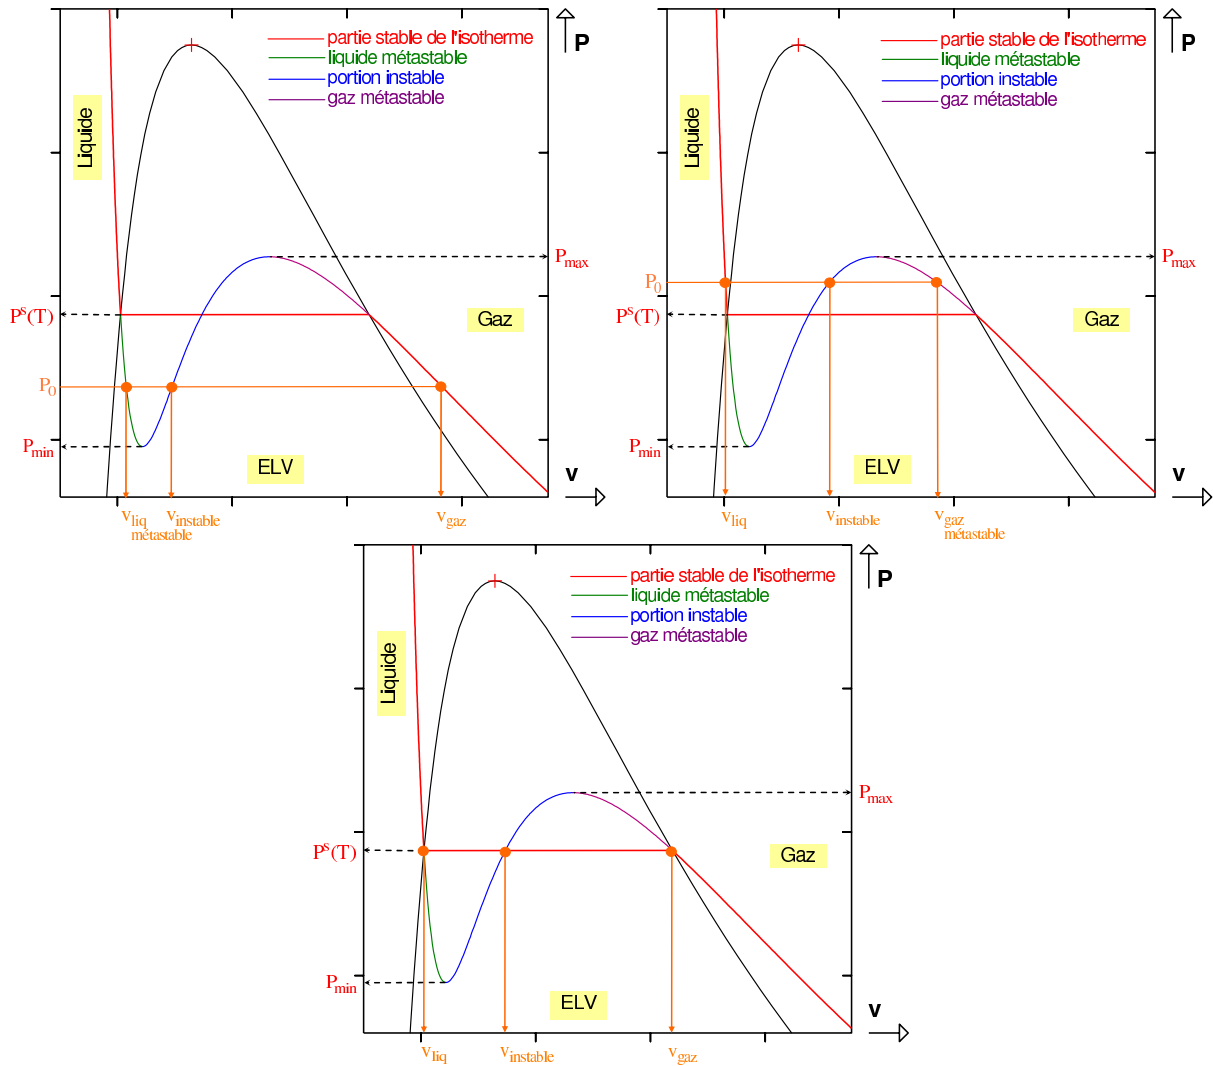 P
partie stable de l'isotherme
liquide métastable
portion instable
gaz métastable
Liquide
Pmax
Ps(T)
Gaz
P0
Pmin
ELV
v
vliq
métastable
vinstable
vgaz
P
partie stable de l'isotherme
liquide métastable
portion instable
gaz métastable
Liquide
Pmax
P0
Ps(T)
Gaz
Pmin
ELV
v
vliq
vinstable
vgaz
métastable
P
partie stable de l'isotherme
liquide métastable
portion instable
gaz métastable
Liquide
Pmax
Ps(T)
Gaz
Pmin
ELV
v
vliq
vinstable
vgaz